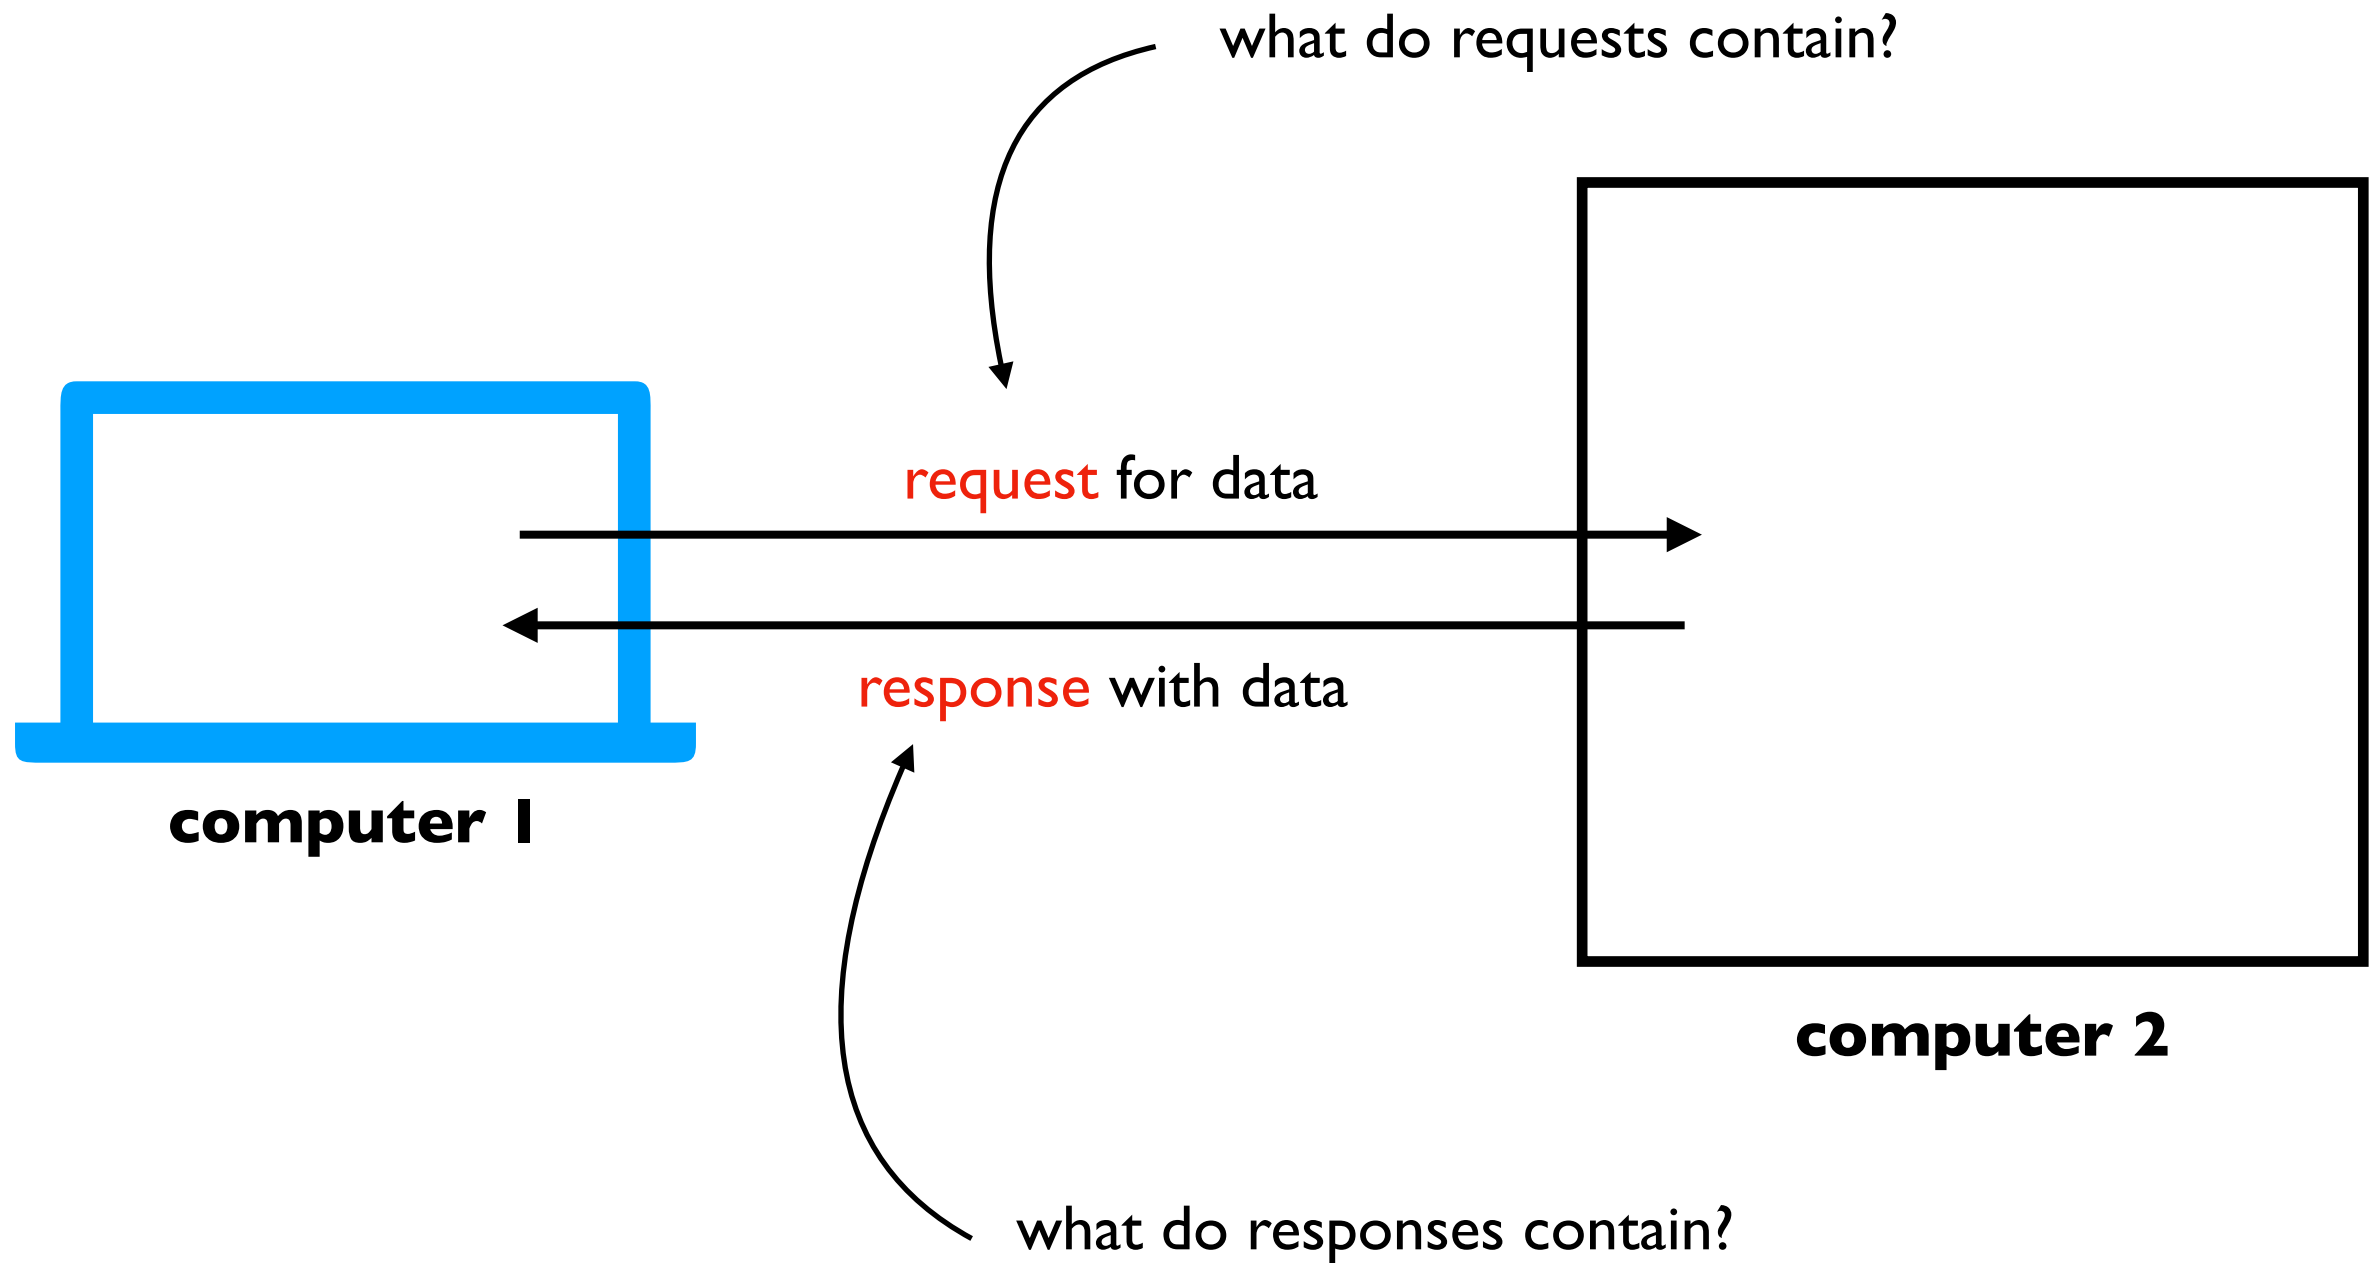 what do requests contain?
request for data
response with data
computer 1
computer 2
what do responses contain?